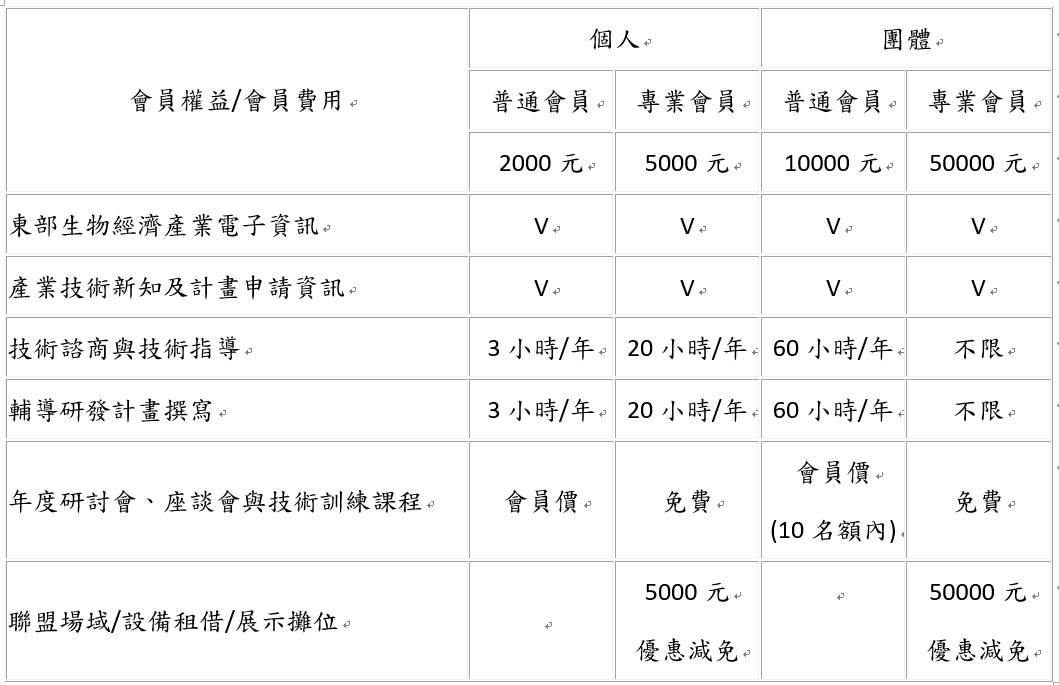 個人 團體
會員權益/會員費用
普通會員 專業會員 普通會員 專業會員
2000 元 5000 元 10000 元 50000 元
東部生物經濟產業電子資訊 V V V V
產業技術新知及計畫申請資訊 V V V V
技術諮商與技術指導 3 小時/年 20 小時/年 60 小時/年 不限
輔導研發計畫撰寫 3 小時/年 20 小時/年 60 小時/年 不限
年度研討會、座談會與技術訓練課程 會員價 免費 會員價 免費
(10 名額內)
聯盟場域/設備租借/展示攤位 5000 元 50000 元
優惠減免 優惠減免